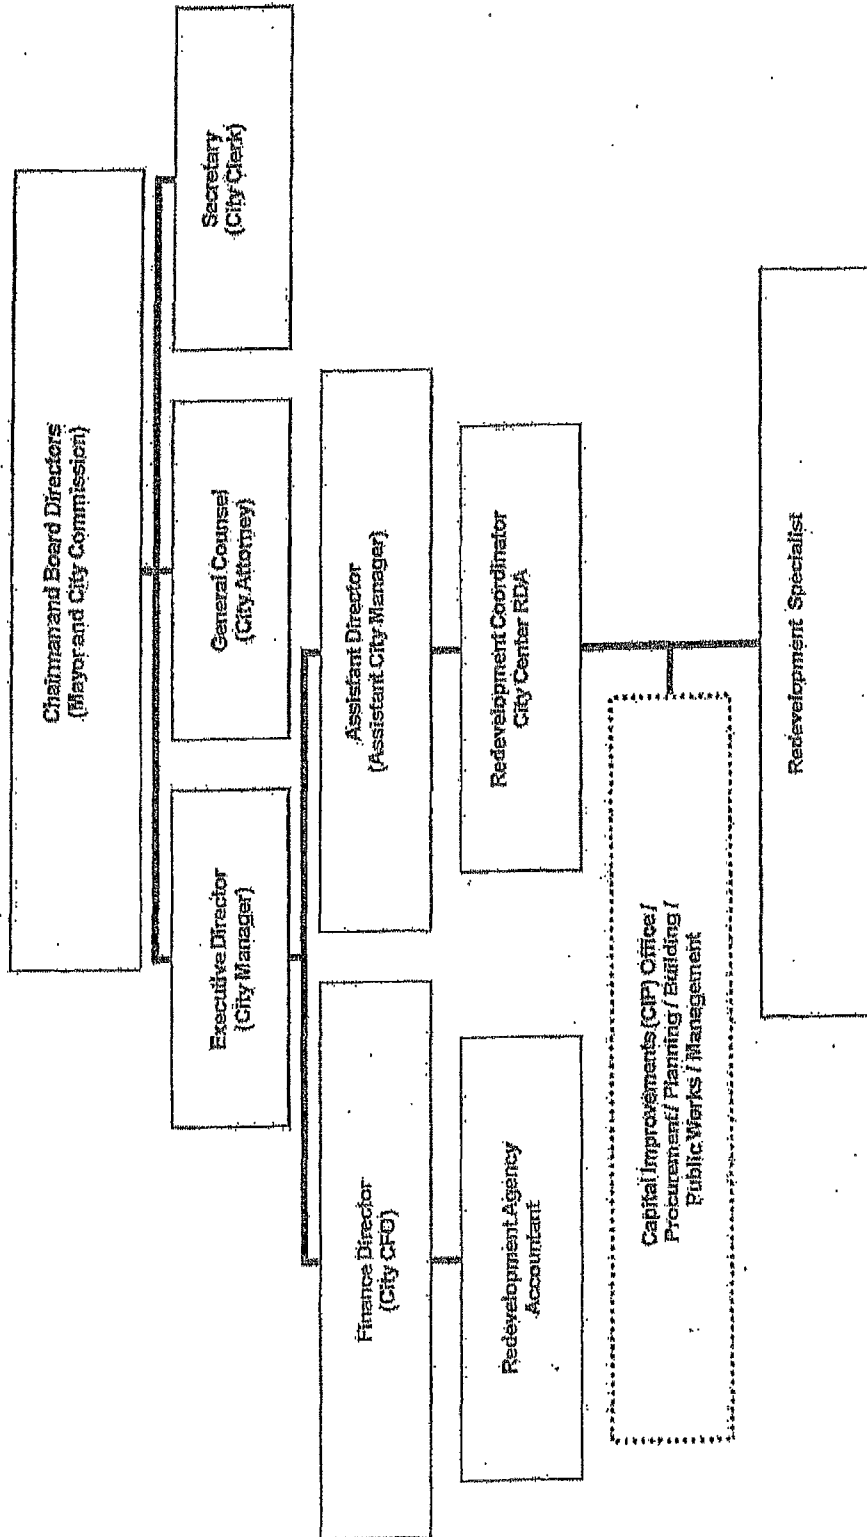 Chairman and Board Directors
(Mayor and City Commission)
Executive Director
(City Manager)
General Counsel
(City Attorney)
Secretary
(City Clerk)
Finance Director
(City CFO)
Assistant Director
(Assistant City Manager)
Redevelopment Agency
Accountant
Redevelopment Coordinator
City Center RDA
Capital Improvements (CIP) Office /
Procurement / Planning / Building /
Public Works / Management
Redevelopment Specialist